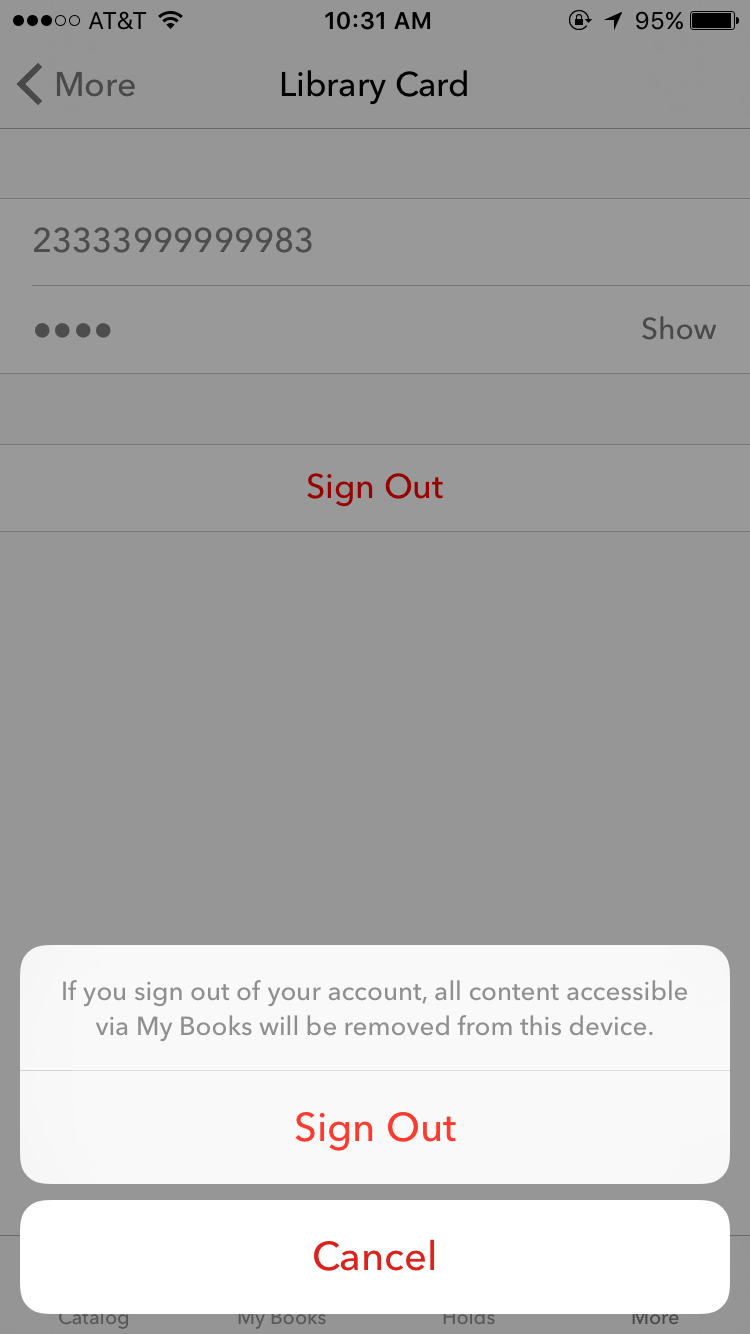 AT&T 10:31 AM 95%
More Library Card
23333999999983
Show
Sign Out
If you sign out of your account, all content accessible
via My Books will be removed from this device.
Sign Out
Cancel
Catalog My Books Holds More